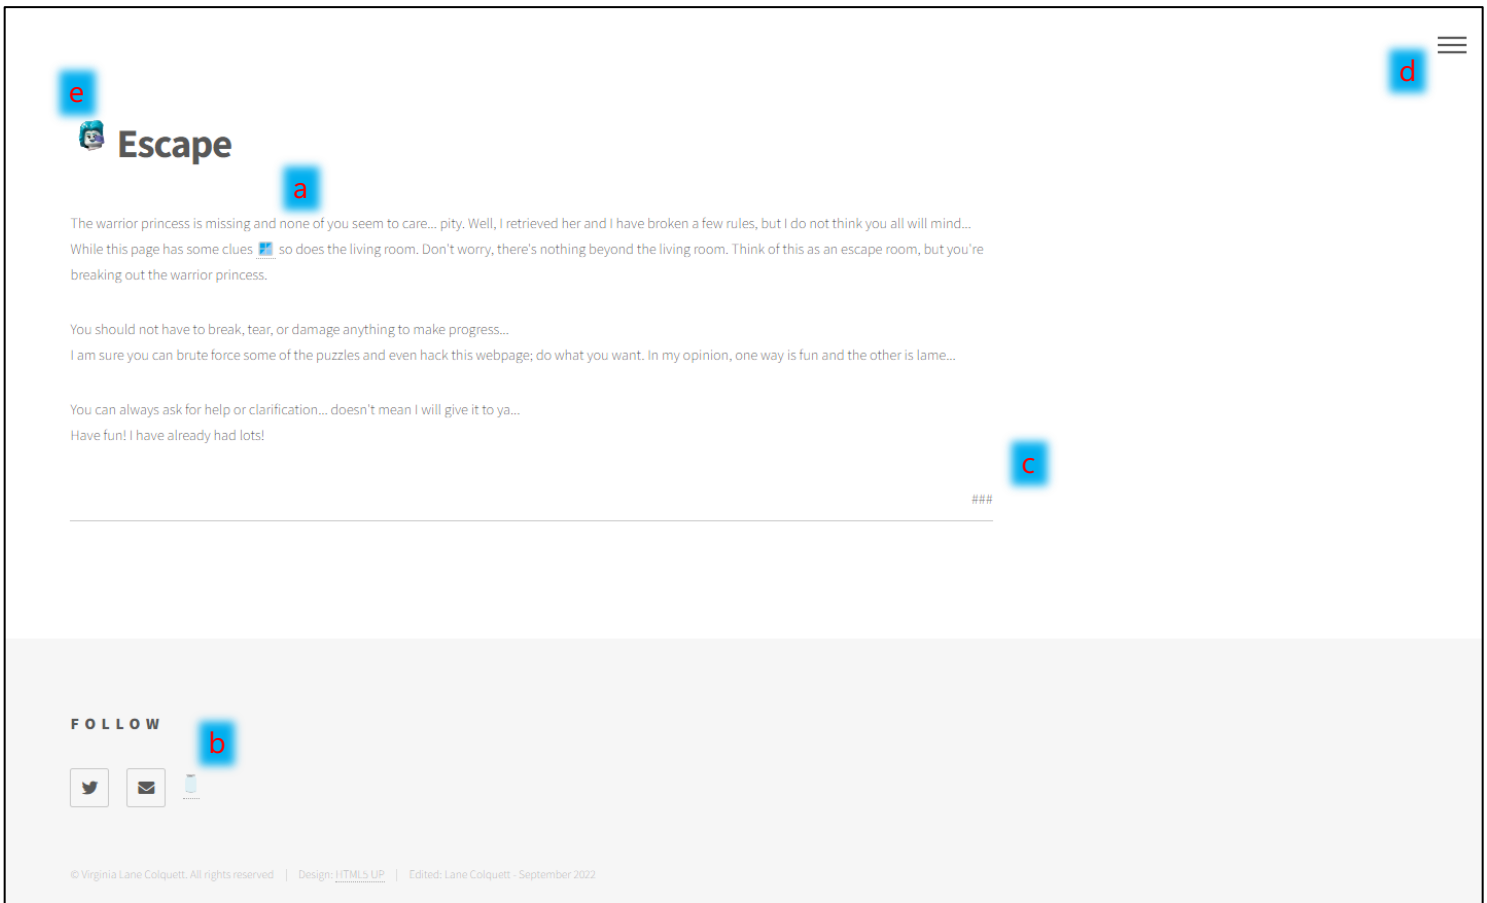 d
e
Escape
a
The warrior princess is missing and none of you seem to care... pity. Well, I retrieved her and I have broken a few rules, but I do not think you all will mind...
While this page has some clues so does the living room. Don't worry, there's nothing beyond the living room. Think of this as an escape room, but you're
breaking out the warrior princess.
You should not have to break, tear, or damage anything to make progress...
I am sure you can brute force some of the puzzles and even hack this webpage; do what you want. In my opinion, one way is fun and the other is lame...
You can always ask for help or clarification... doesn't mean I will give it to ya...
Have fun! I have already had lots!
c
###
FOLLOW
b
© Virginia Lane Colquett. All rights reserved | Design: HTML5 UP | Edited: Lane Colquett - September 2022